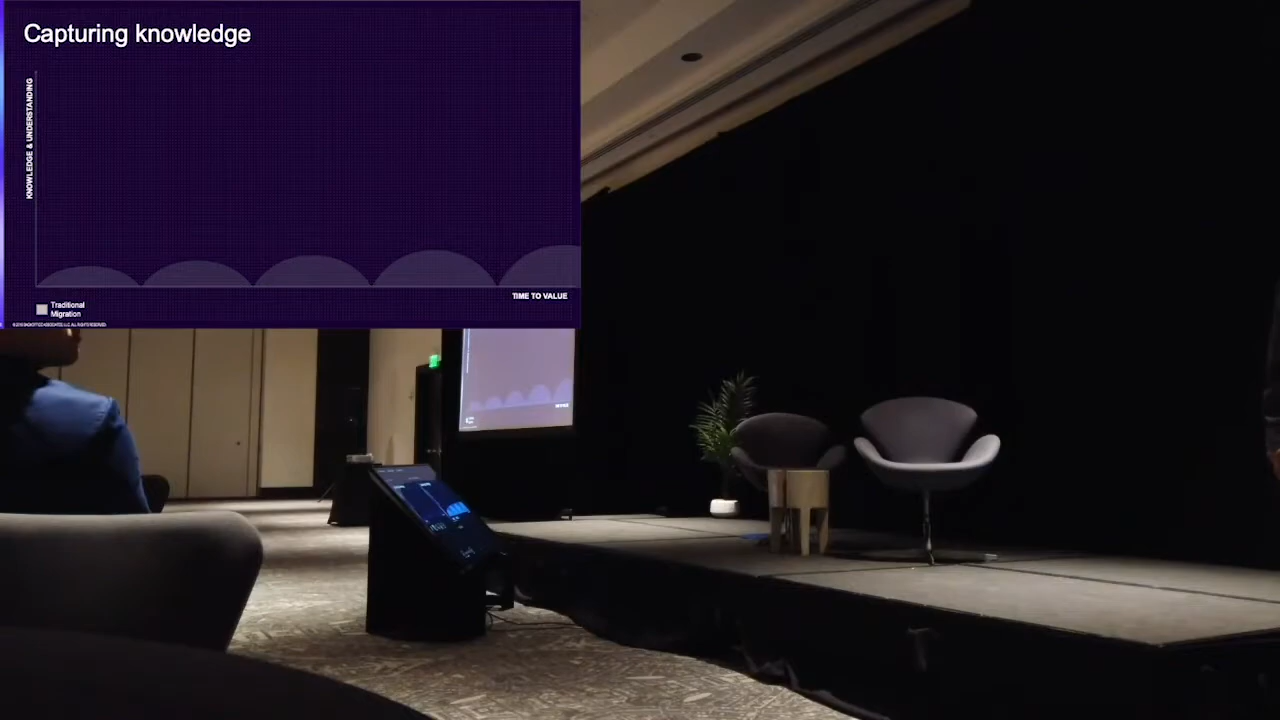 Capturing knowledge
KNOWLEDGE & UNDERSTANDING
TIME TO VALUE
Traditional
Migration